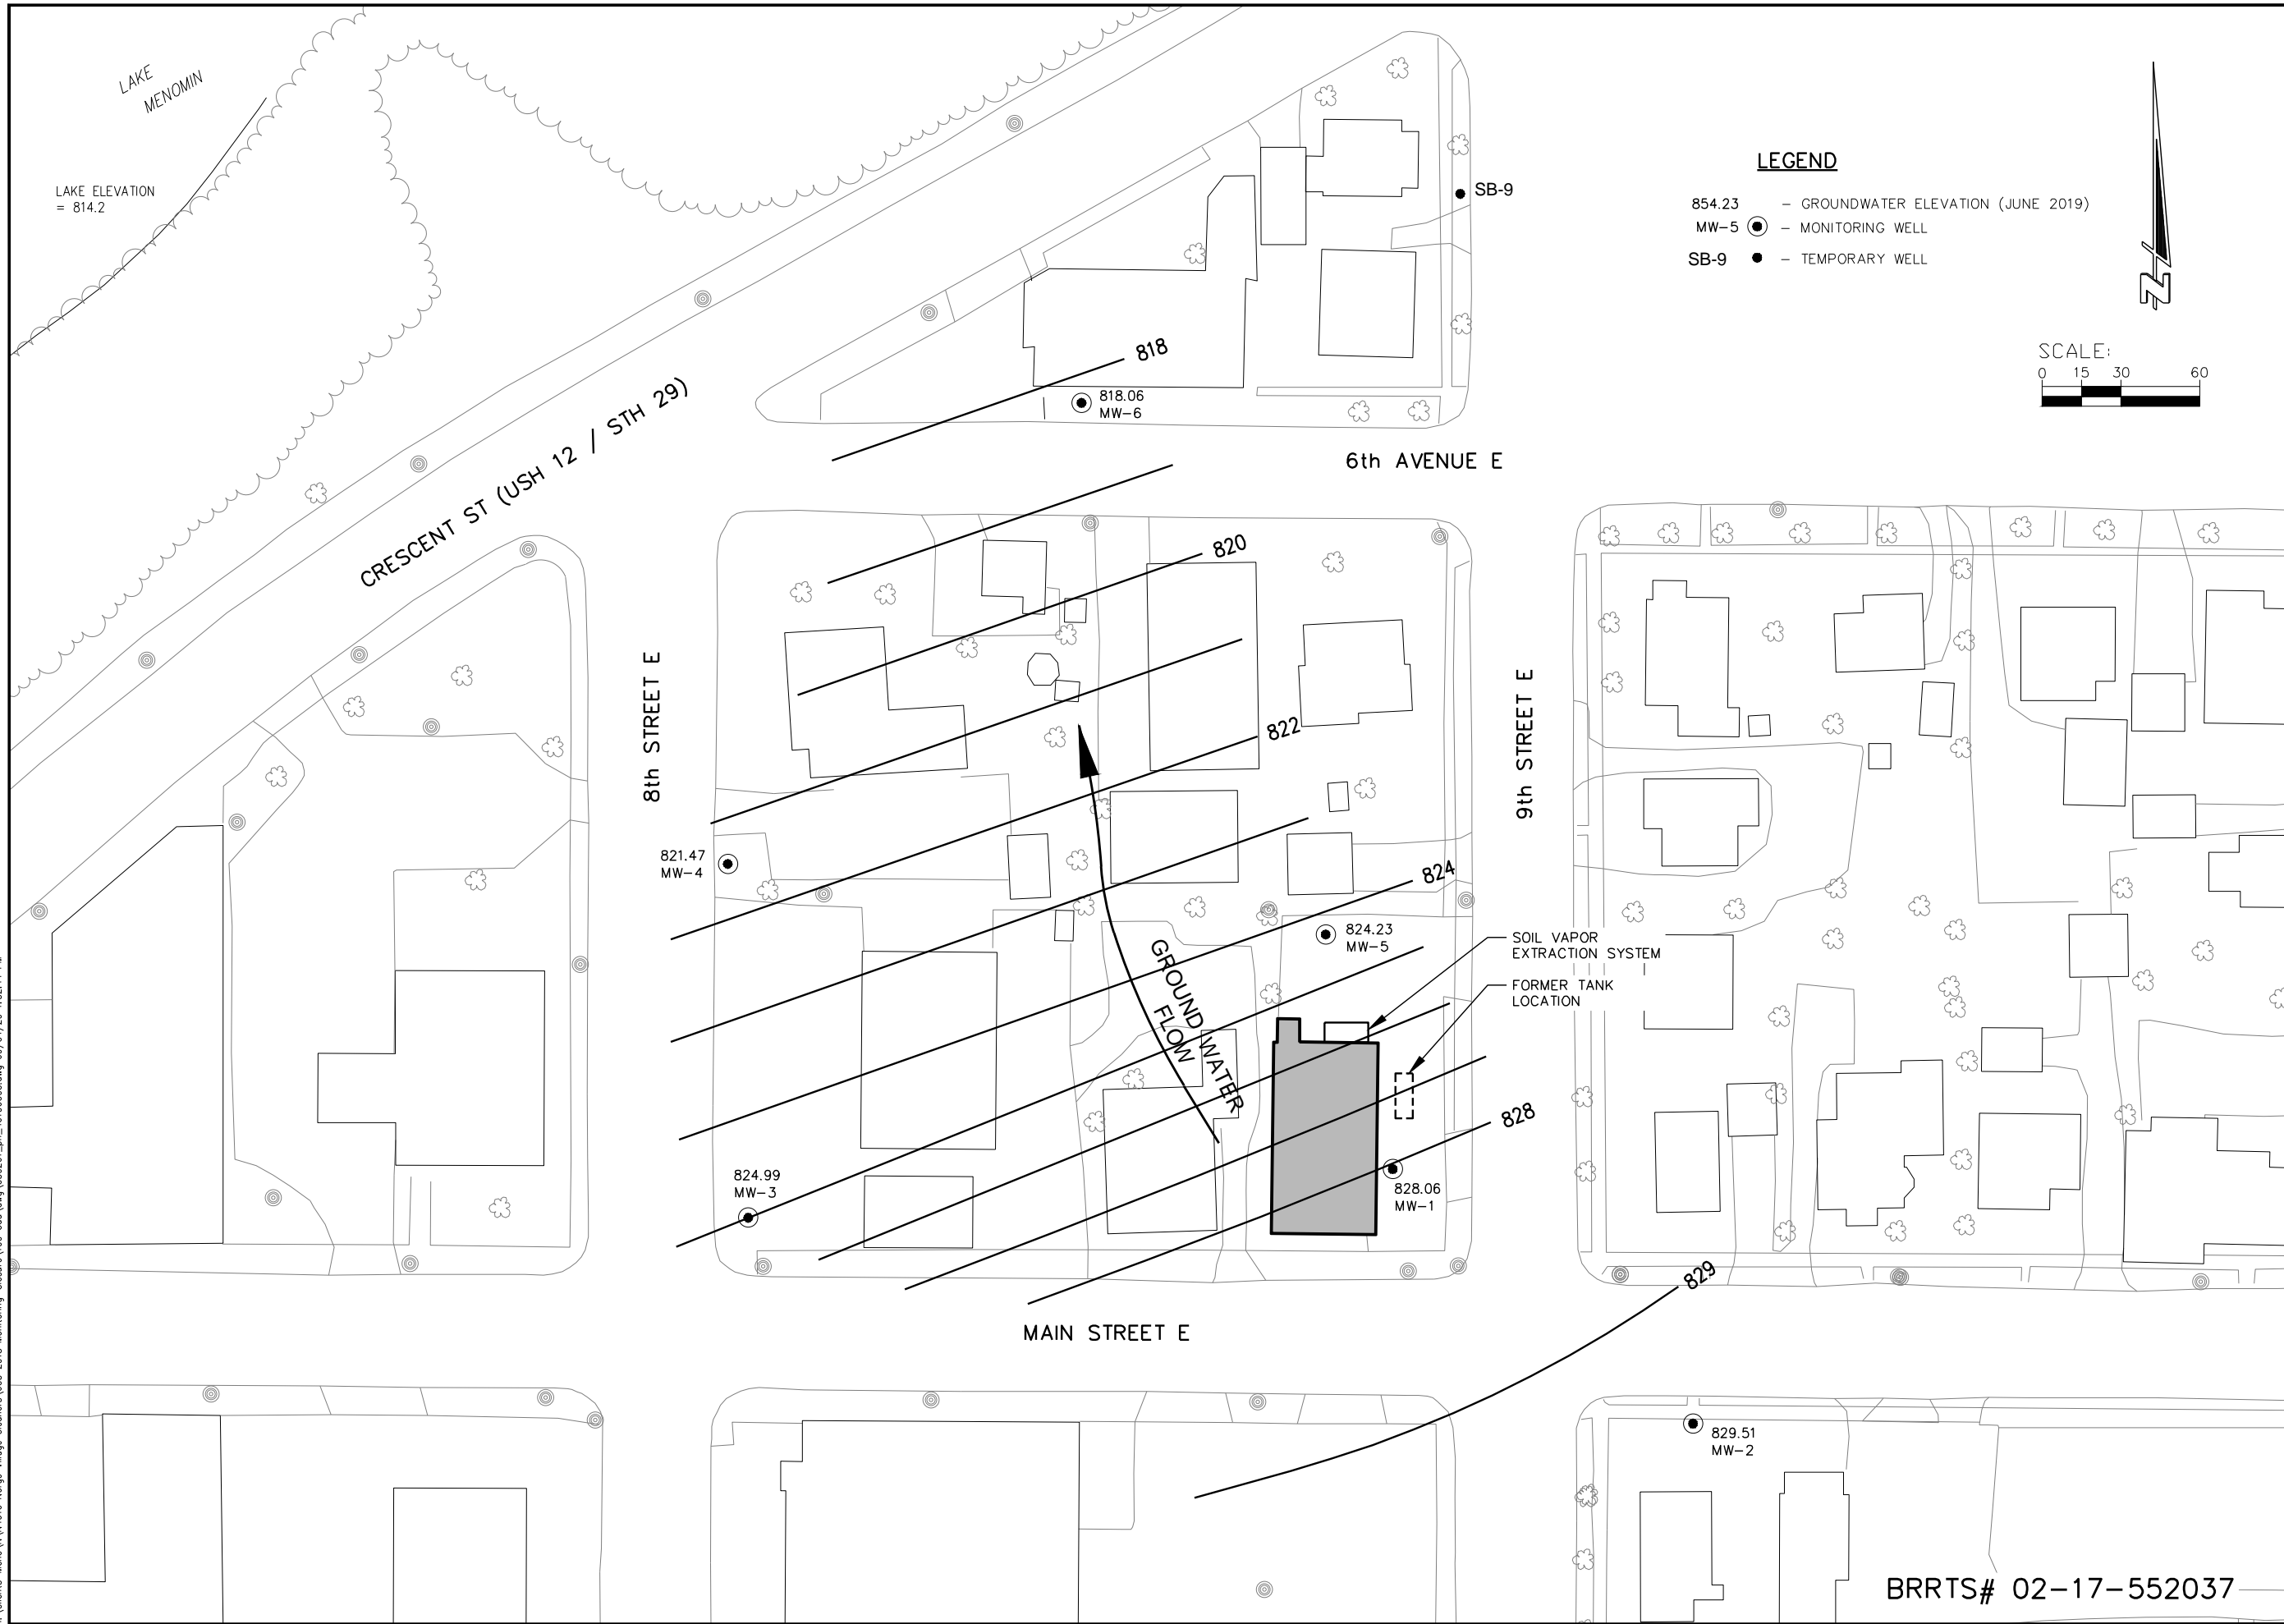 LAKE
MENOMIN
LAKE ELEVATION
= 814.2
LEGEND
854.23 – GROUNDWATER ELEVATION (JUNE 2019)
MW-5 – MONITORING WELL
SB-9 – TEMPORARY WELL
N
SCALE:
0 15 30 60
SB-9
818
818.06
MW-6
6th AVENUE E
CRESCENT ST (USH 12 / STH 29)
820
8th STREET E
9th STREET E
822
821.47
MW-4
824
824.23
MW-5
SOIL VAPOR
EXTRACTION SYSTEM
FORMER TANK
LOCATION
GROUND WATER
FLOW
828
824.99
MW-3
828.06
MW-1
829
MAIN STREET E
829.51
MW-2
BRRTS# 02-17-552037